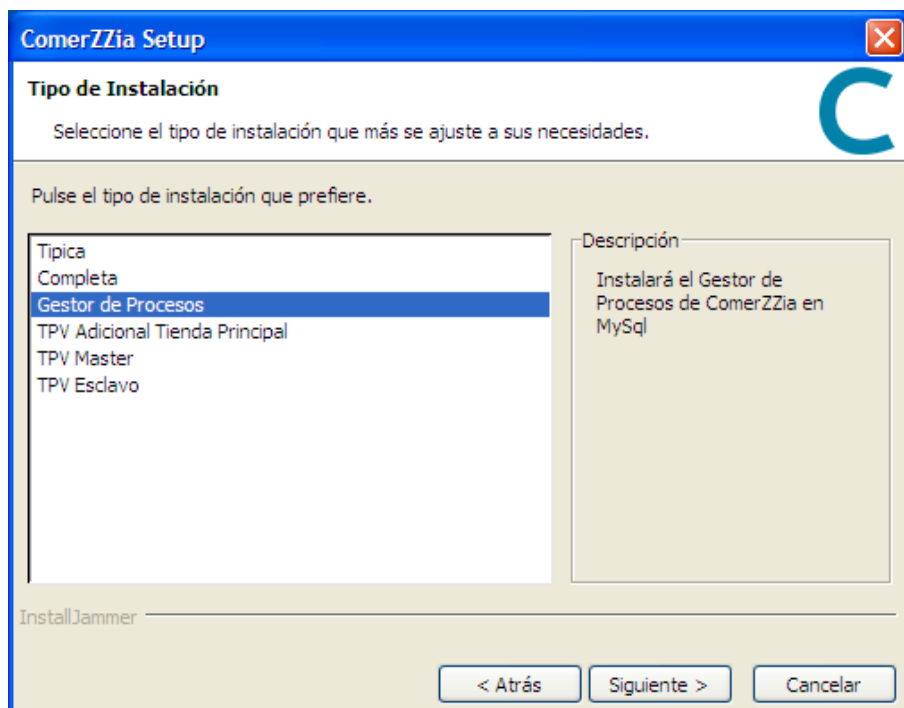 ComerZZia Setup
Tipo de Instalación
Seleccione el tipo de instalación que más se ajuste a sus necesidades.
Pulse el tipo de instalación que prefiere.
Tipica
Completa
Gestor de Procesos
TPV Adicional Tienda Principal
TPV Master
TPV Esclavo
Descripción
Instalará el Gestor de
Procesos de ComerZZia en
MySql
InstallJammer
< Atrás
Siguiente >
Cancelar